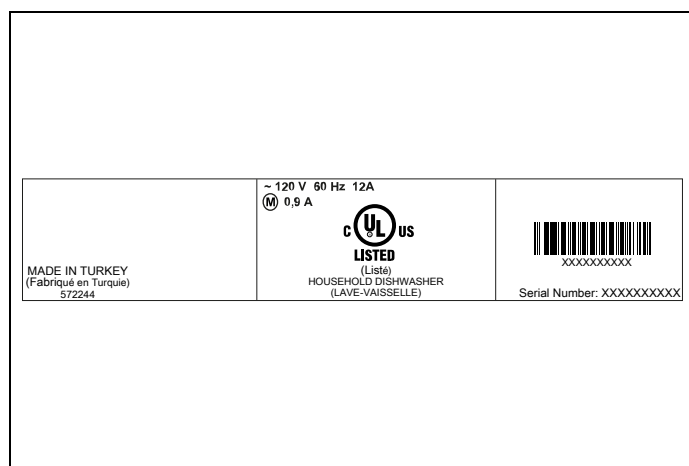 MADE IN TURKEY
(Fabriqué en Turquie)
572244
~ 120 V 60 Hz 12A
M 0,9 A
C UL US
LISTED
(Listé)
HOUSEHOLD DISHWASHER
(LAVE-VAISSELLE)
XXXXXXXXXX
Serial Number: XXXXXXXXXX